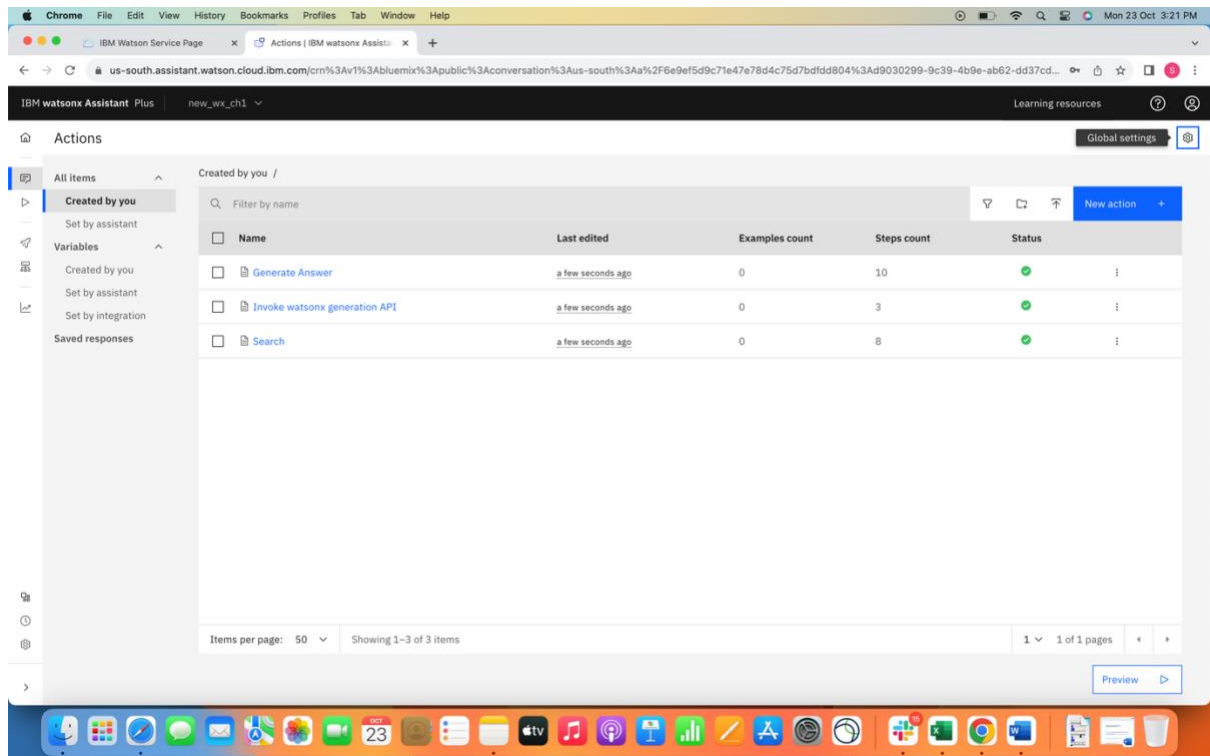 Chrome File Edit View History Bookmarks Profiles Tab Window Help Mon 23 Oct 3:21 PM
IBM Watson Service Page Actions | IBM watsonx Assista
us-south.assistant.watson.cloud.ibm.com/crn%3Av1%3Abluemix%3Apublic%3Aconversation%3Aus-south%3Aa%2F6e9ef5d9c71e47e78d4c75d7bdfdd804%3Ad9030299-9c39-4b9e-ab62-dd37cd... S
IBM watsonx Assistant Plus new_wx_ch1 Learning resources
Actions Global settings
All items
Created by you
Set by assistant
Variables
Created by you
Set by assistant
Set by integration
Saved responses
Created by you /
Filter by name New action +
Name Last edited Examples count Steps count Status
Generate Answer a few seconds ago 0 10
Invoke watsonx generation API a few seconds ago 0 3
Search a few seconds ago 0 8
Items per page: 50 Showing 1–3 of 3 items 1 1 of 1 pages
Preview
OCT
23
tv